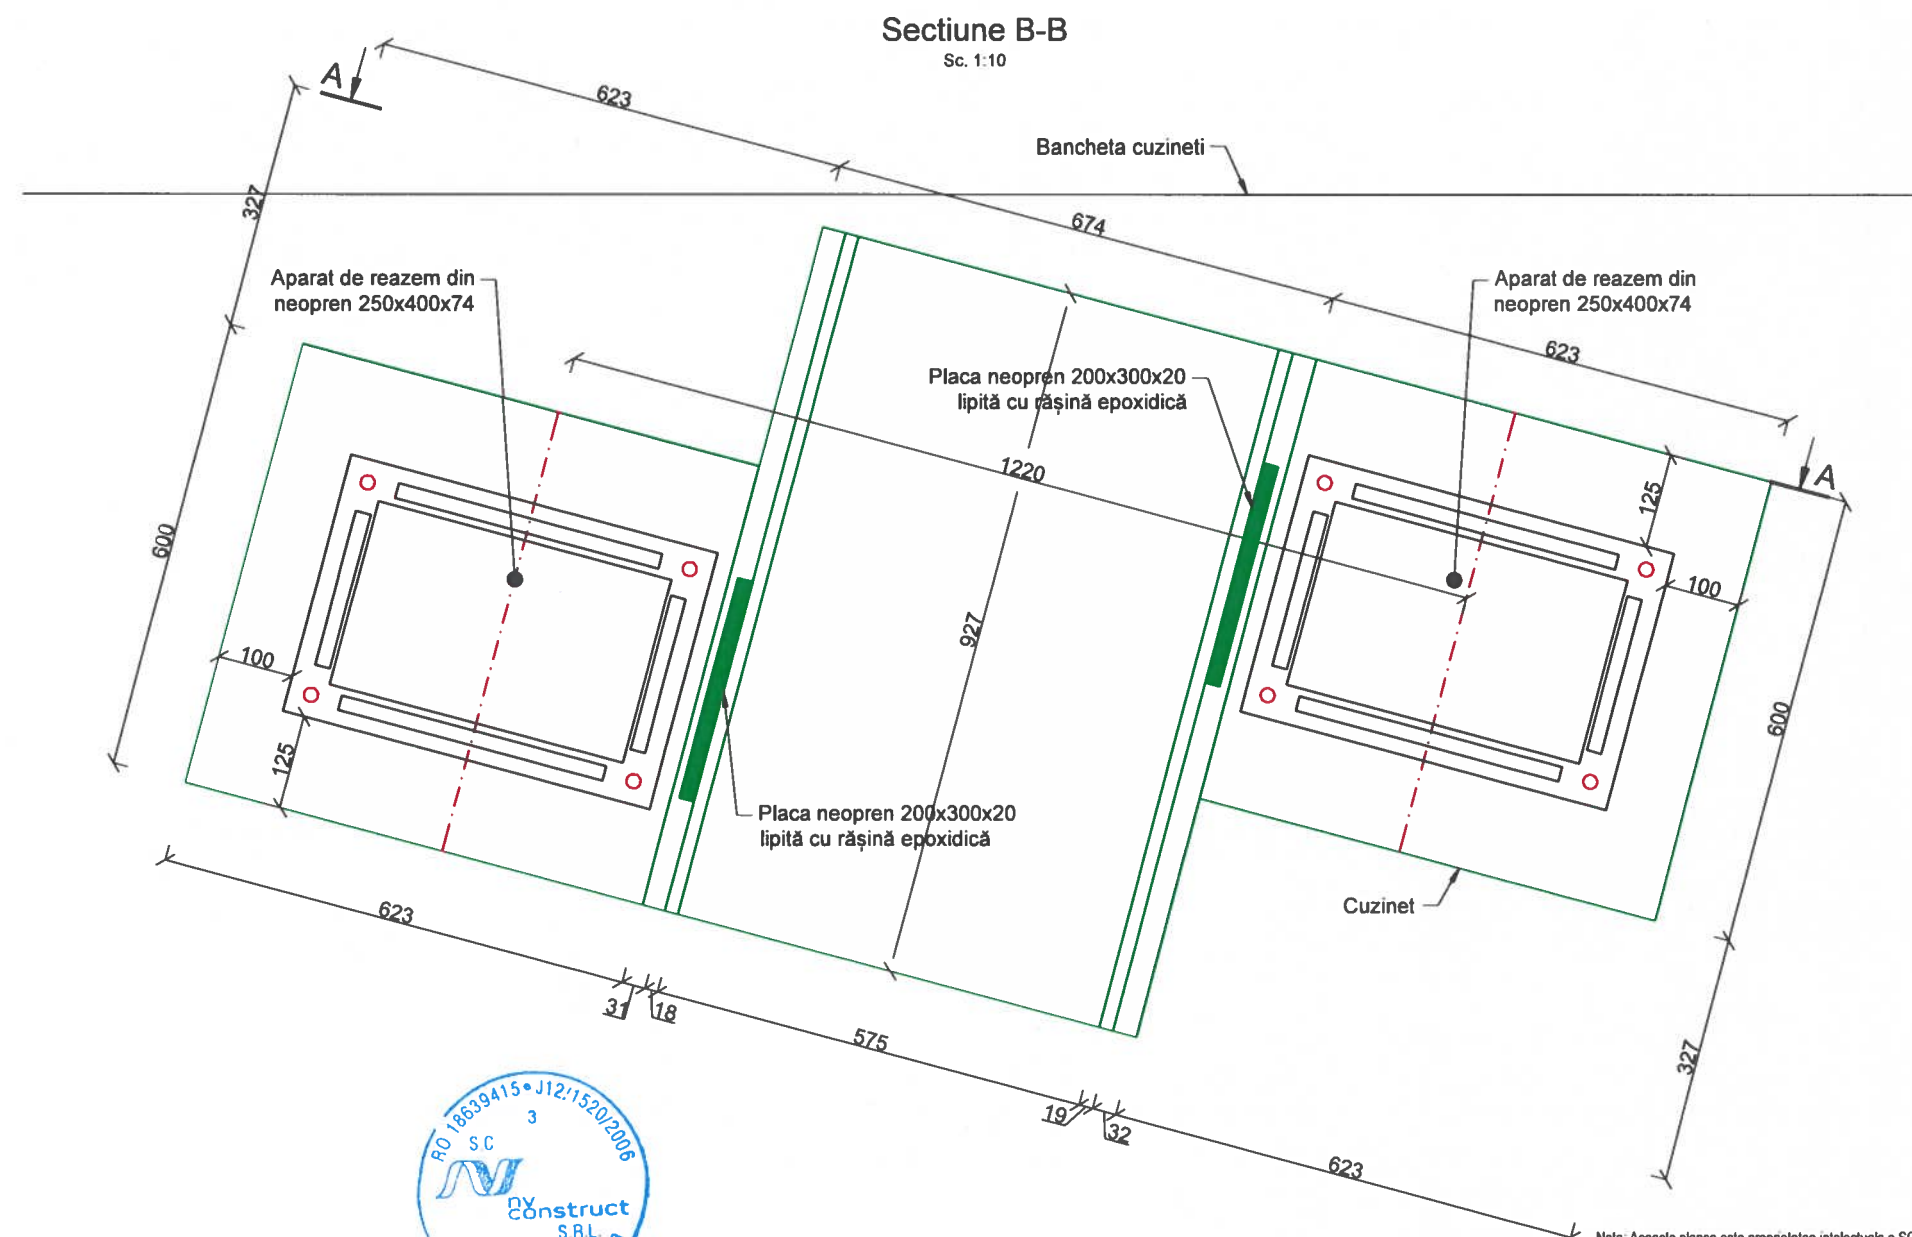 Sectiune B-B
Sc. 1:10
A
623
Bancheta cuzineti
327
674
Aparat de reazem din
neopren 250x400x74
Aparat de reazem din
neopren 250x400x74
623
Placa neopren 200x300x20
lipită cu rășină epoxidică
1220
A
125
600
100
927
100
600
125
Placa neopren 200x300x20
lipită cu rășină epoxidică
Cuzinet
623
31
18
575
327
19
32
623
RO 18639415 • J12/1520/2006
3
S.C
nv
construct
S.R.L.